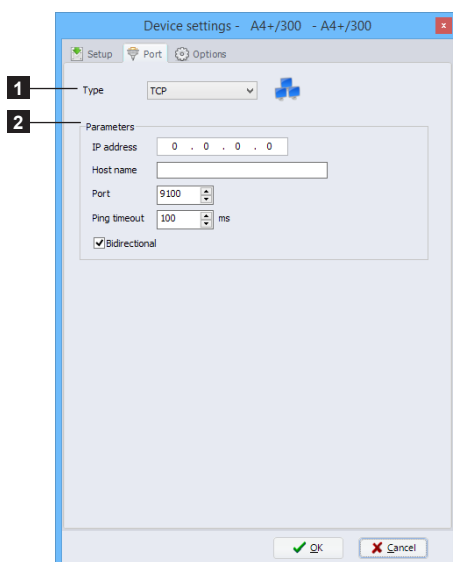 Device settings - A4+/300 - A4+/300 x
Setup Port Options
1 Type TCP
2 Parameters
IP address 0 . 0 . 0 . 0
Host name
Port 9100
Ping timeout 100 ms
Bidirectional
OK Cancel